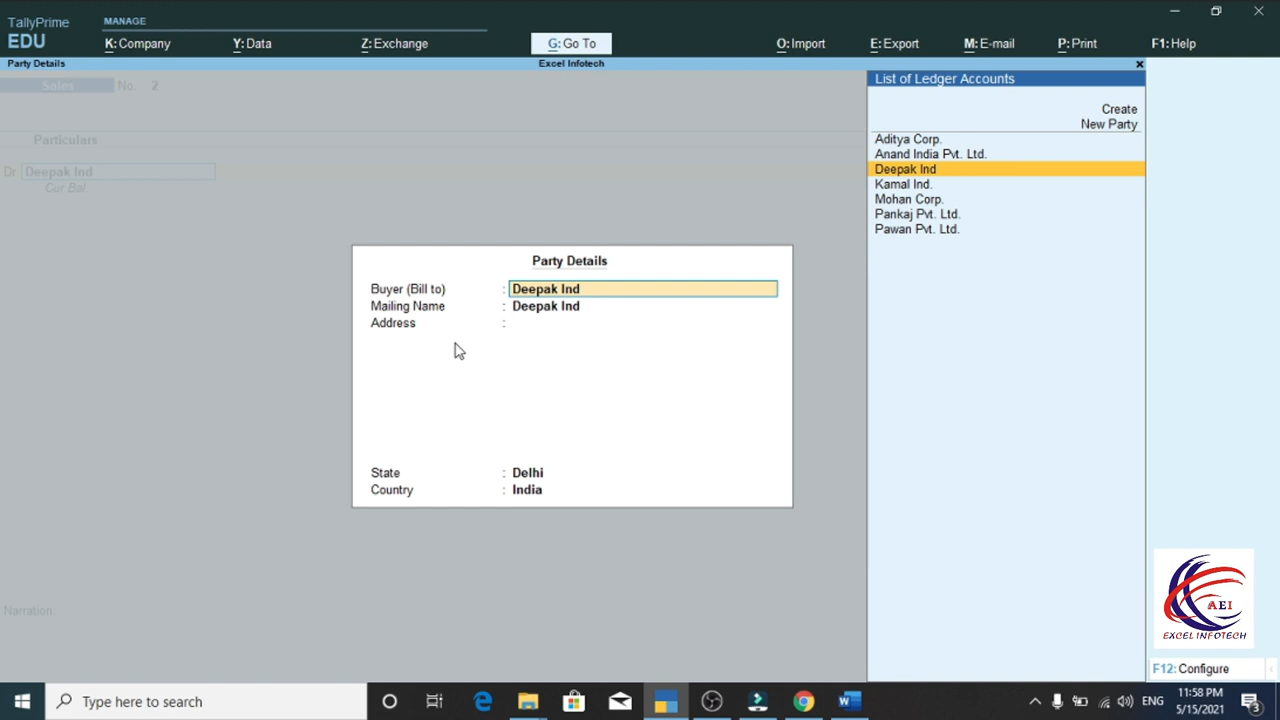 TallyPrime
EDU
MANAGE
K: Company
Y: Data
Z: Exchange
G: Go To
O: Import
E: Export
M: E-mail
P: Print
F1: Help
Party Details
Excel Infotech
Sales
No. 2
Particulars
Dr Deepak Ind
Cur Bal
Party Details
Buyer (Bill to) : Deepak Ind
Mailing Name : Deepak Ind
Address :
State : Delhi
Country : India
Narration:
List of Ledger Accounts
Create
New Party
Aditya Corp.
Anand India Pvt. Ltd.
Deepak Ind
Kamal Ind.
Mohan Corp.
Pankaj Pvt. Ltd.
Pawan Pvt. Ltd.
AEI
EXCEL INFOTECH
F12: Configure
Type here to search
ENG
11:58 PM
5/15/2021
3